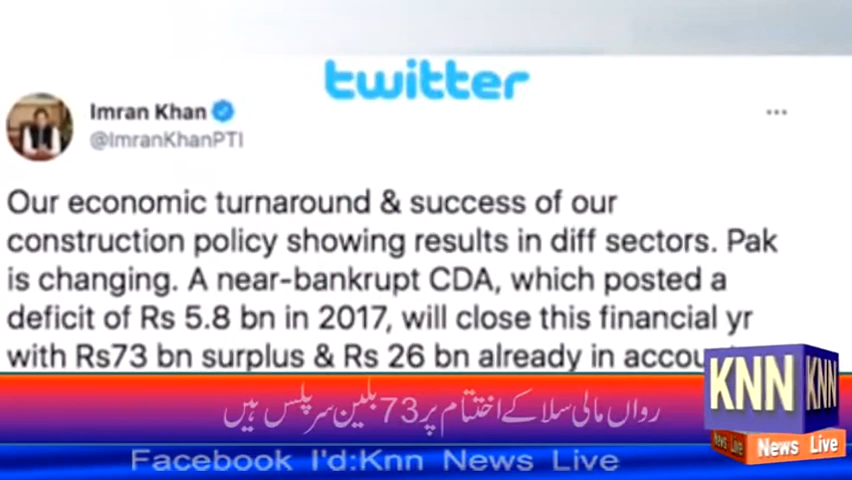 twitter
Imran Khan
@ImranKhanPTI
Our economic turnaround & success of our
construction policy showing results in diff sectors. Pak
is changing. A near-bankrupt CDA, which posted a
deficit of Rs 5.8 bn in 2017, will close this financial yr
with Rs73 bn surplus & Rs 26 bn already in
رواں مالی سلا کے اختتام پر 73 بلین سرپلس ہیں
KNN KNN
News Live
News Live
Facebook I'd:Knn News Live